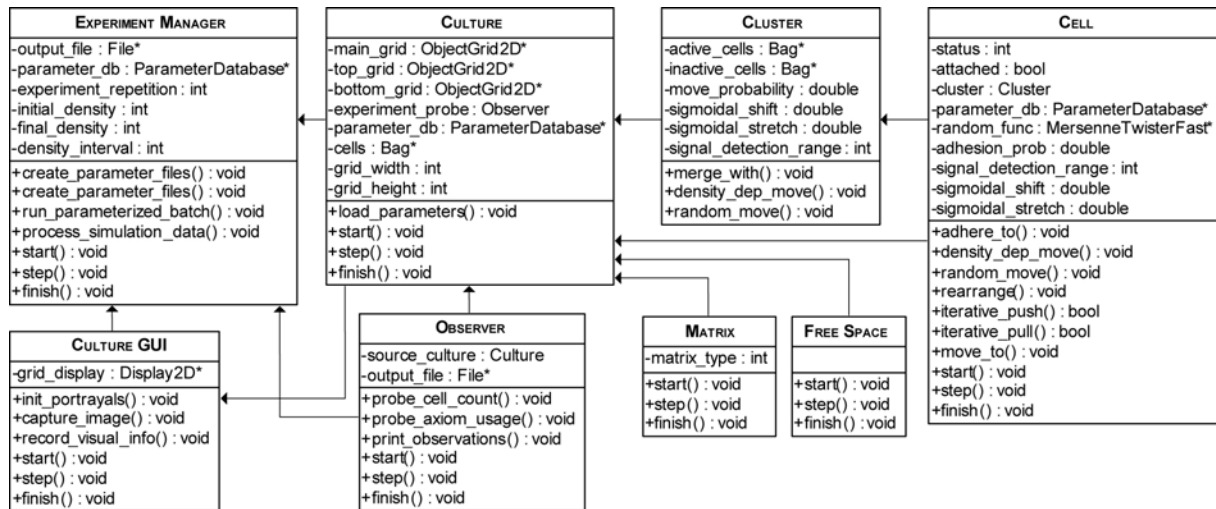 EXPERIMENT MANAGER
-output_file : File*
-parameter_db : ParameterDatabase*
-experiment_repetition : int
-initial_density : int
-final_density : int
-density_interval : int
+create_parameter_files() : void
+create_parameter_files() : void
+run_parameterized_batch() : void
+process_simulation_data() : void
+start() : void
+step() : void
+finish() : void
CULTURE
-main_grid : ObjectGrid2D*
-top_grid : ObjectGrid2D*
-bottom_grid : ObjectGrid2D*
-experiment_probe : Observer
-parameter_db : ParameterDatabase*
-cells : Bag*
-grid_width : int
-grid_height : int
+load_parameters() : void
+start() : void
+step() : void
+finish() : void
CLUSTER
-active_cells : Bag*
-inactive_cells : Bag*
-move_probability : double
-sigmoidal_shift : double
-sigmoidal_stretch : double
-signal_detection_range : int
+merge_with() : void
+density_dep_move() : void
+random_move() : void
CELL
-status : int
-attached : bool
-cluster : Cluster
-parameter_db : ParameterDatabase*
-random_func : MersenneTwisterFast*
-adhesion_prob : double
-signal_detection_range : int
-sigmoidal_shift : double
-sigmoidal_stretch : double
+adhere_to() : void
+density_dep_move() : void
+random_move() : void
+rearrange() : void
+iterative_push() : bool
+iterative_pull() : bool
+move_to() : void
+start() : void
+step() : void
+finish() : void
CULTURE GUI
-grid_display : Display2D*
+init_portrayals() : void
+capture_image() : void
+record_visual_info() : void
+start() : void
+step() : void
+finish() : void
OBSERVER
-source_culture : Culture
-output_file : File*
+probe_cell_count() : void
+probe_axiom_usage() : void
+print_observations() : void
+start() : void
+step() : void
+finish() : void
MATRIX
-matrix_type : int
+start() : void
+step() : void
+finish() : void
FREE SPACE
+start() : void
+step() : void
+finish() : void